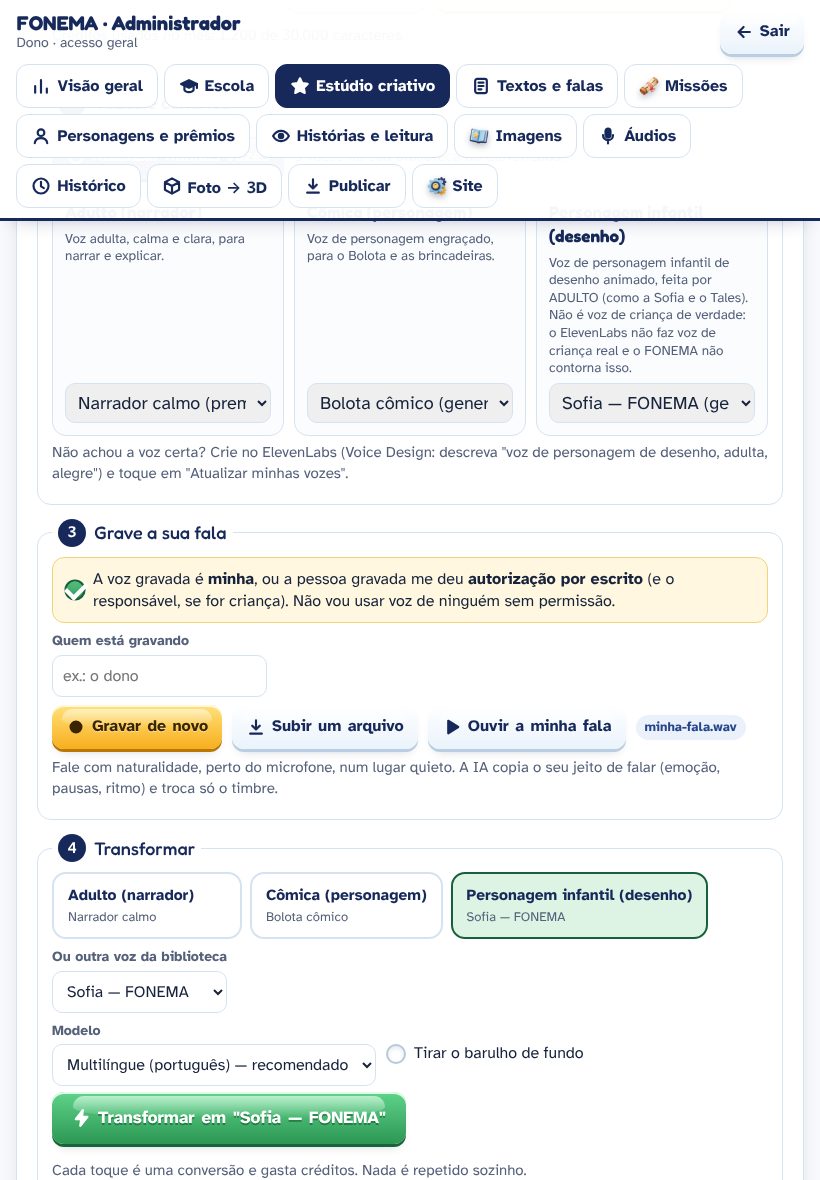 FONEMA · Administrador
Dono · acesso geral
Sair
Visão geral
Escola
Estúdio criativo
Textos e falas
Missões
Personagens e prêmios
Histórias e leitura
Imagens
Áudios
Histórico
Foto → 3D
Publicar
Site
Adulto (narrador)
Voz adulta, calma e clara, para
narrar e explicar.
Narrador calmo (prem
Cômica (personagem)
Voz de personagem engraçado,
para o Bolota e as brincadeiras.
Bolota cômico (gener
Personagem infantil
(desenho)
Voz de personagem infantil de
desenho animado, feita por
ADULTO (como a Sofia e o Tales).
Não é voz de criança de verdade:
o ElevenLabs não faz voz de
criança real e o FONEMA não
contorna isso.
Sofia — FONEMA (ge
Não achou a voz certa? Crie no ElevenLabs (Voice Design: descreva "voz de personagem de desenho, adulta,
alegre") e toque em "Atualizar minhas vozes".
3 Grave a sua fala
A voz gravada é minha, ou a pessoa gravada me deu autorização por escrito (e o
responsável, se for criança). Não vou usar voz de ninguém sem permissão.
Quem está gravando
ex.: o dono
Gravar de novo
Subir um arquivo
Ouvir a minha fala
minha-fala.wav
Fale com naturalidade, perto do microfone, num lugar quieto. A IA copia o seu jeito de falar (emoção,
pausas, ritmo) e troca só o timbre.
4 Transformar
Adulto (narrador)
Narrador calmo
Cômica (personagem)
Bolota cômico
Personagem infantil (desenho)
Sofia — FONEMA
Ou outra voz da biblioteca
Sofia — FONEMA
Modelo
Multilíngue (português) — recomendado
Tirar o barulho de fundo
Transformar em "Sofia — FONEMA"
Cada toque é uma conversão e gasta créditos. Nada é repetido sozinho.